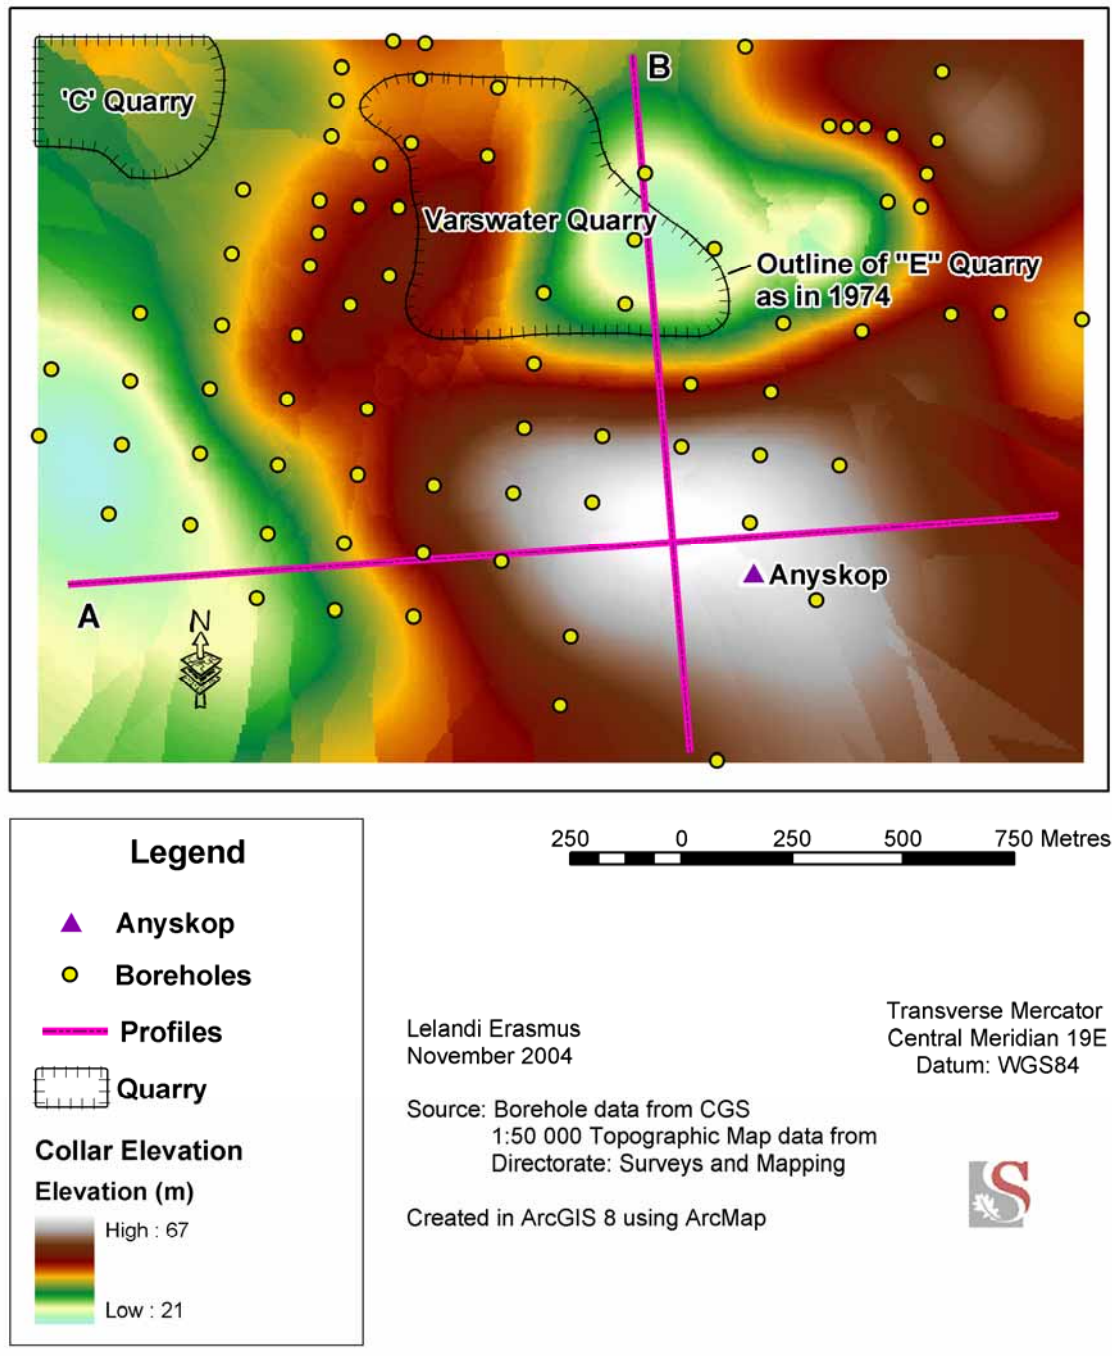 B
'C' Quarry
Varswater Quarry
Outline of "E" Quarry
as in 1974
Anyskop
A
N
Legend
Anyskop
Boreholes
Profiles
Quarry
Collar Elevation
Elevation (m)
High : 67
Low : 21
250 0 250 500 750 Metres
Lelandi Erasmus
November 2004
Transverse Mercator
Central Meridian 19E
Datum: WGS84
Source: Borehole data from CGS
1:50 000 Topographic Map data from
Directorate: Surveys and Mapping
Created in ArcGIS 8 using ArcMap
S